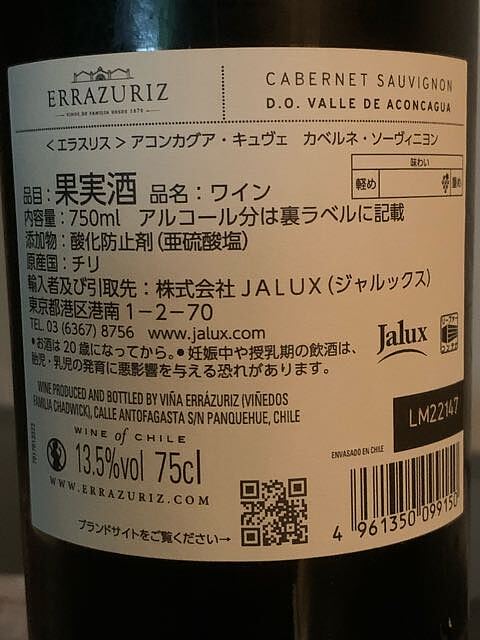 ERRAZURIZ
VINOS DE FAMILIA DESDE 1870
CABERNET SAUVIGNON
D.O. VALLE DE ACONCAGUA
＜エラスリス＞アコンカグア・キュヴェ カベルネ・ソーヴィニヨン
味わい
軽め
品目：果実酒 品名：ワイン
内容量：750ml アルコール分は裏ラベルに記載
添加物：酸化防止剤（亜硫酸塩）
原産国：チリ
輸入者及び引取先：株式会社JALUX（ジャルックス）
東京都港区港南1－2－70
TEL. 03 (6367) 8756 www.jalux.com
●お酒は20歳になってから。●妊娠中や授乳期の飲酒は、
胎児・乳児の発育に悪影響を与える恐れがあります。
Jalux
WINE PRODUCED AND BOTTLED BY VIÑA ERRÁZURIZ (VIÑEDOS
FAMILIA CHADWICK), CALLE ANTOFAGASTA S/N PANQUEHUE, CHILE
LM22147
WINE of CHILE
13.5%vol 75cl
WWW.ERRAZURIZ.COM
ENVASADO EN CHILE
ブランドサイトをご覧ください→
4 961350 099150